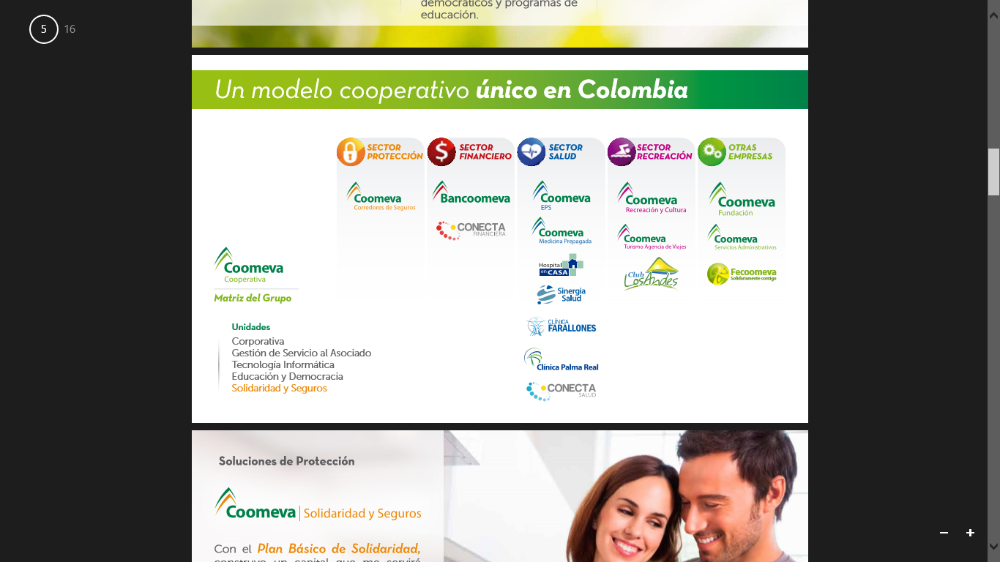 democráticos y programas de
educación.
5 16
Un modelo cooperativo único en Colombia
SECTOR
PROTECCIÓN
Coomeva
Corredores de Seguros
SECTOR
FINANCIERO
Bancoomeva
CONECTA
FINANCIERA
SECTOR
SALUD
Coomeva
EPS
Coomeva
Medicina Prepagada
Hospital
en CASA
Sinergia
Salud
CLÍNICA
FARALLONES
Clínica Palma Real
CONECTA
SALUD
SECTOR
RECREACIÓN
Coomeva
Recreación y Cultura
Coomeva
Turismo Agencia de Viajes
Club
Los Andes
OTRAS
EMPRESAS
Coomeva
Fundación
Coomeva
Servicios Administrativos
Fecoomeva
Solidariamente contigo
Coomeva
Cooperativa
Matriz del Grupo
Unidades
Corporativa
Gestión de Servicio al Asociado
Tecnología Informática
Educación y Democracia
Solidaridad y Seguros
Soluciones de Protección
Coomeva | Solidaridad y Seguros
Con el Plan Básico de Solidaridad,
construyo un capital que me servirá